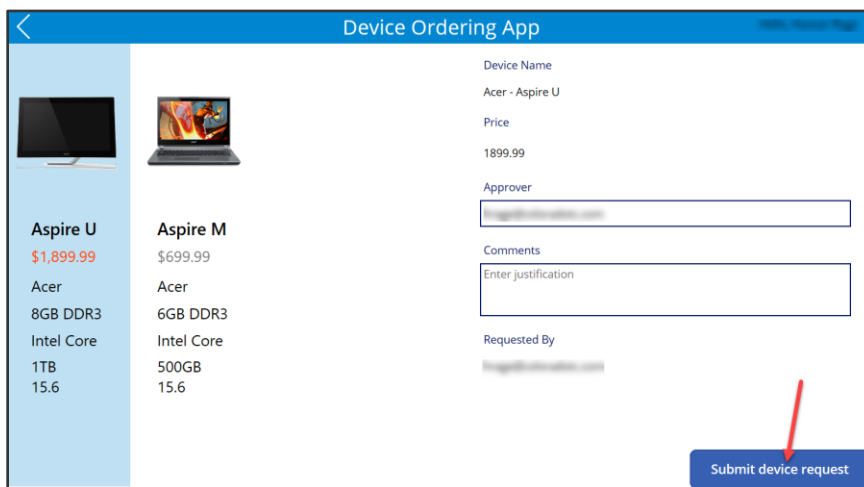 Device Ordering App
Aspire U
$1,899.99
Acer
8GB DDR3
Intel Core
1TB
15.6
Aspire M
$699.99
Acer
6GB DDR3
Intel Core
500GB
15.6
Device Name
Acer - Aspire U
Price
1899.99
Approver
Comments
Enter justification
Requested By
Submit device request